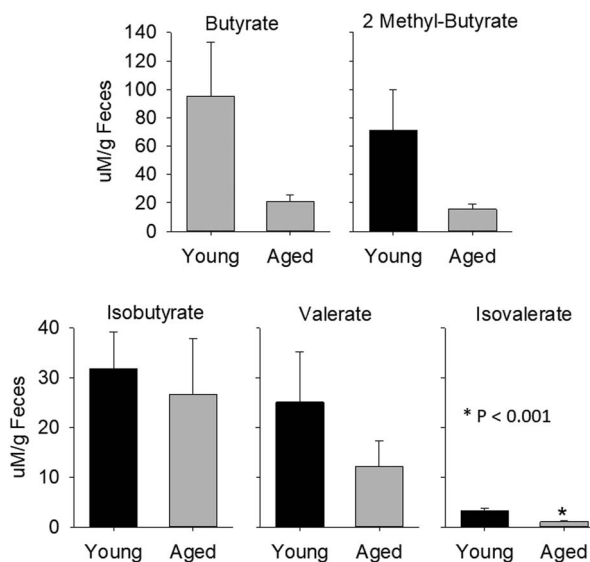 Butyrate
2 Methyl-Butyrate
uM/g Feces
140
120
100
80
60
40
20
0
Young Aged
Young Aged
Isobutyrate
Valerate
Isovalerate
uM/g Feces
40
30
20
10
0
* P < 0.001
*
Young Aged
Young Aged
Young Aged